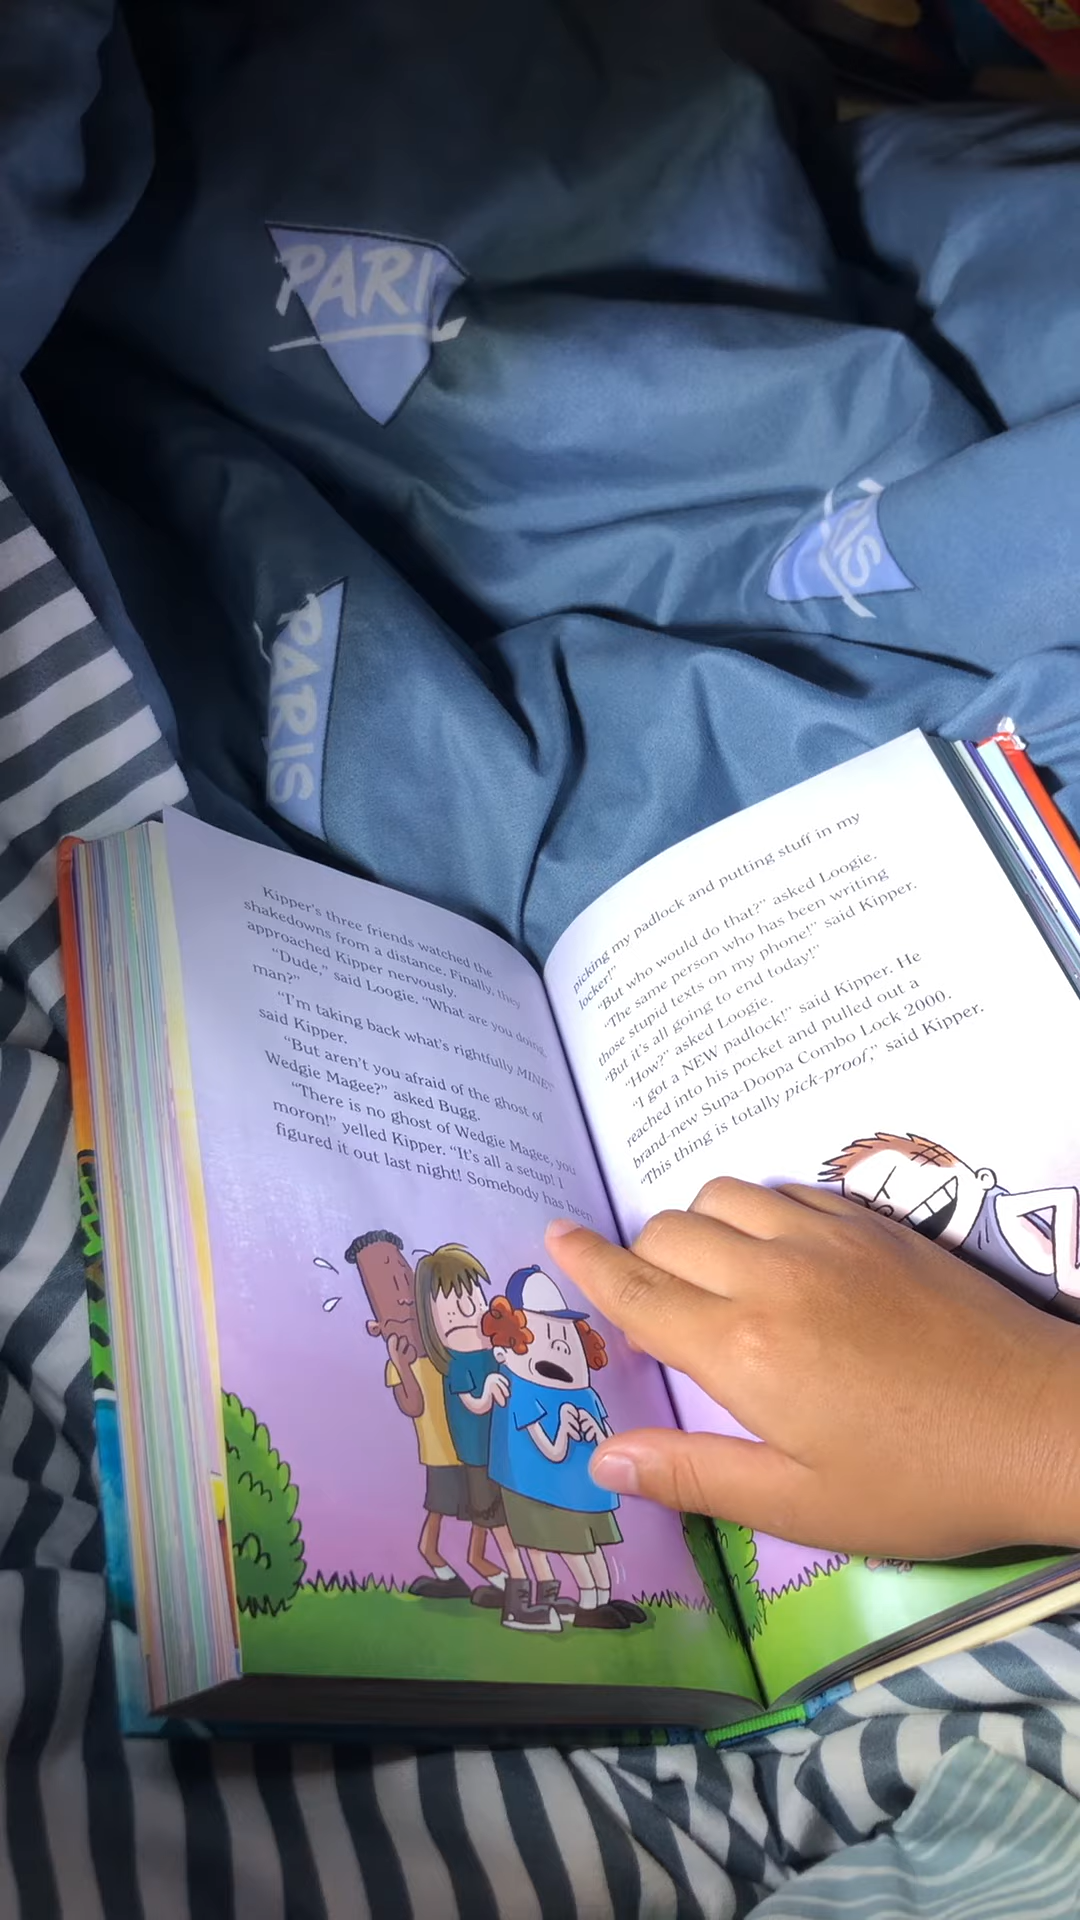 PARI
PARIS
RIS
Kipper's three friends watched the
shakedowns from a distance. Finally, they
approached Kipper nervously.
"Dude," said Loogie. "What are you doing,
man?"
"I'm taking back what's rightfully MINE!"
said Kipper.
"But aren't you afraid of the ghost of
Wedgie Magee?" asked Bugg.
"There is no ghost of Wedgie Magee, you
moron!" yelled Kipper. "It's all a setup! I
figured it out last night! Somebody has been
picking my padlock and putting stuff in my
locker!"
"But who would do that?" asked Loogie.
"The same person who has been writing
those stupid texts on my phone!" said Kipper.
"But it's all going to end today!"
"How?" asked Loogie.
"I got a NEW padlock!" said Kipper. He
reached into his pocket and pulled out a
brand-new Supa-Doopa Combo Lock 2000.
"This thing is totally pick-proof," said Kipper.